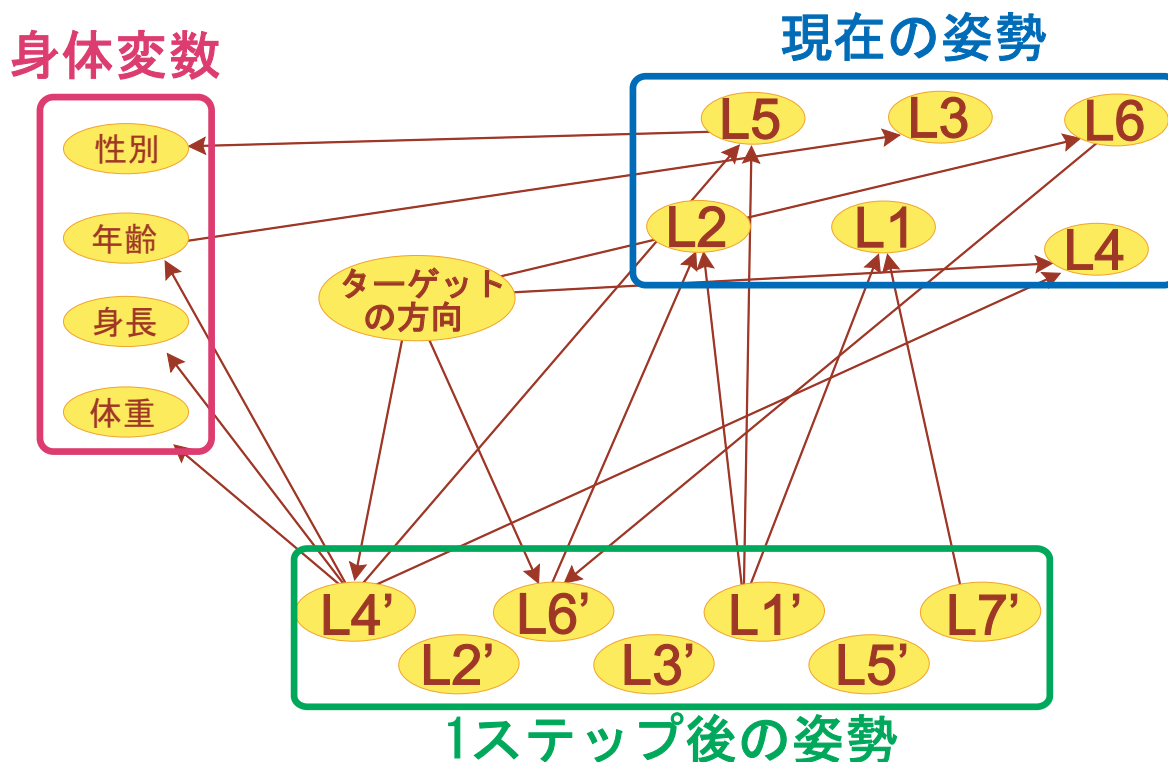 身体変数
現在の姿勢
性別
年齢
身長
体重
ターゲット
の方向
L5
L3
L6
L2
L1
L4
L4’
L6’
L1’
L7’
L2’
L3’
L5’
1ステップ後の姿勢